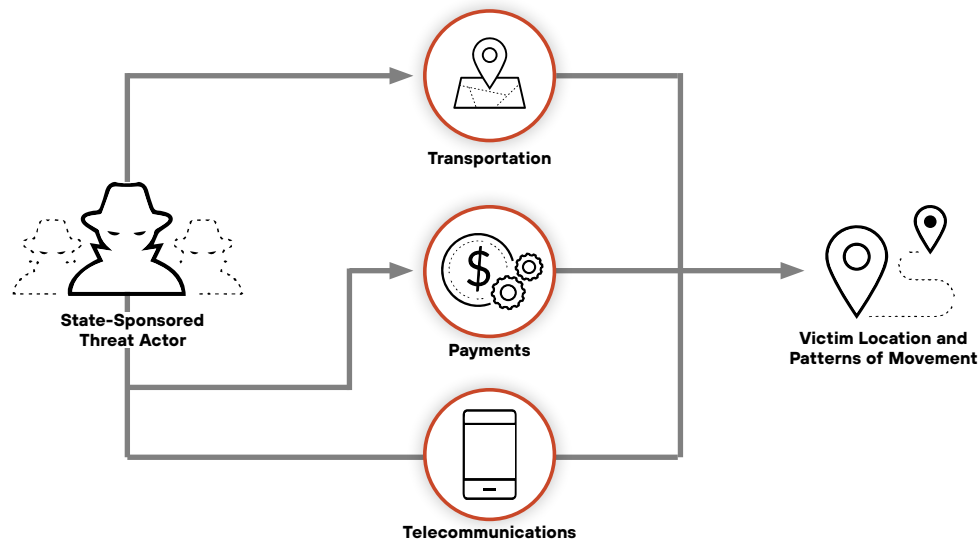 Transportation
State-Sponsored
Threat Actor
$
Payments
Victim Location and
Patterns of Movement
Telecommunications